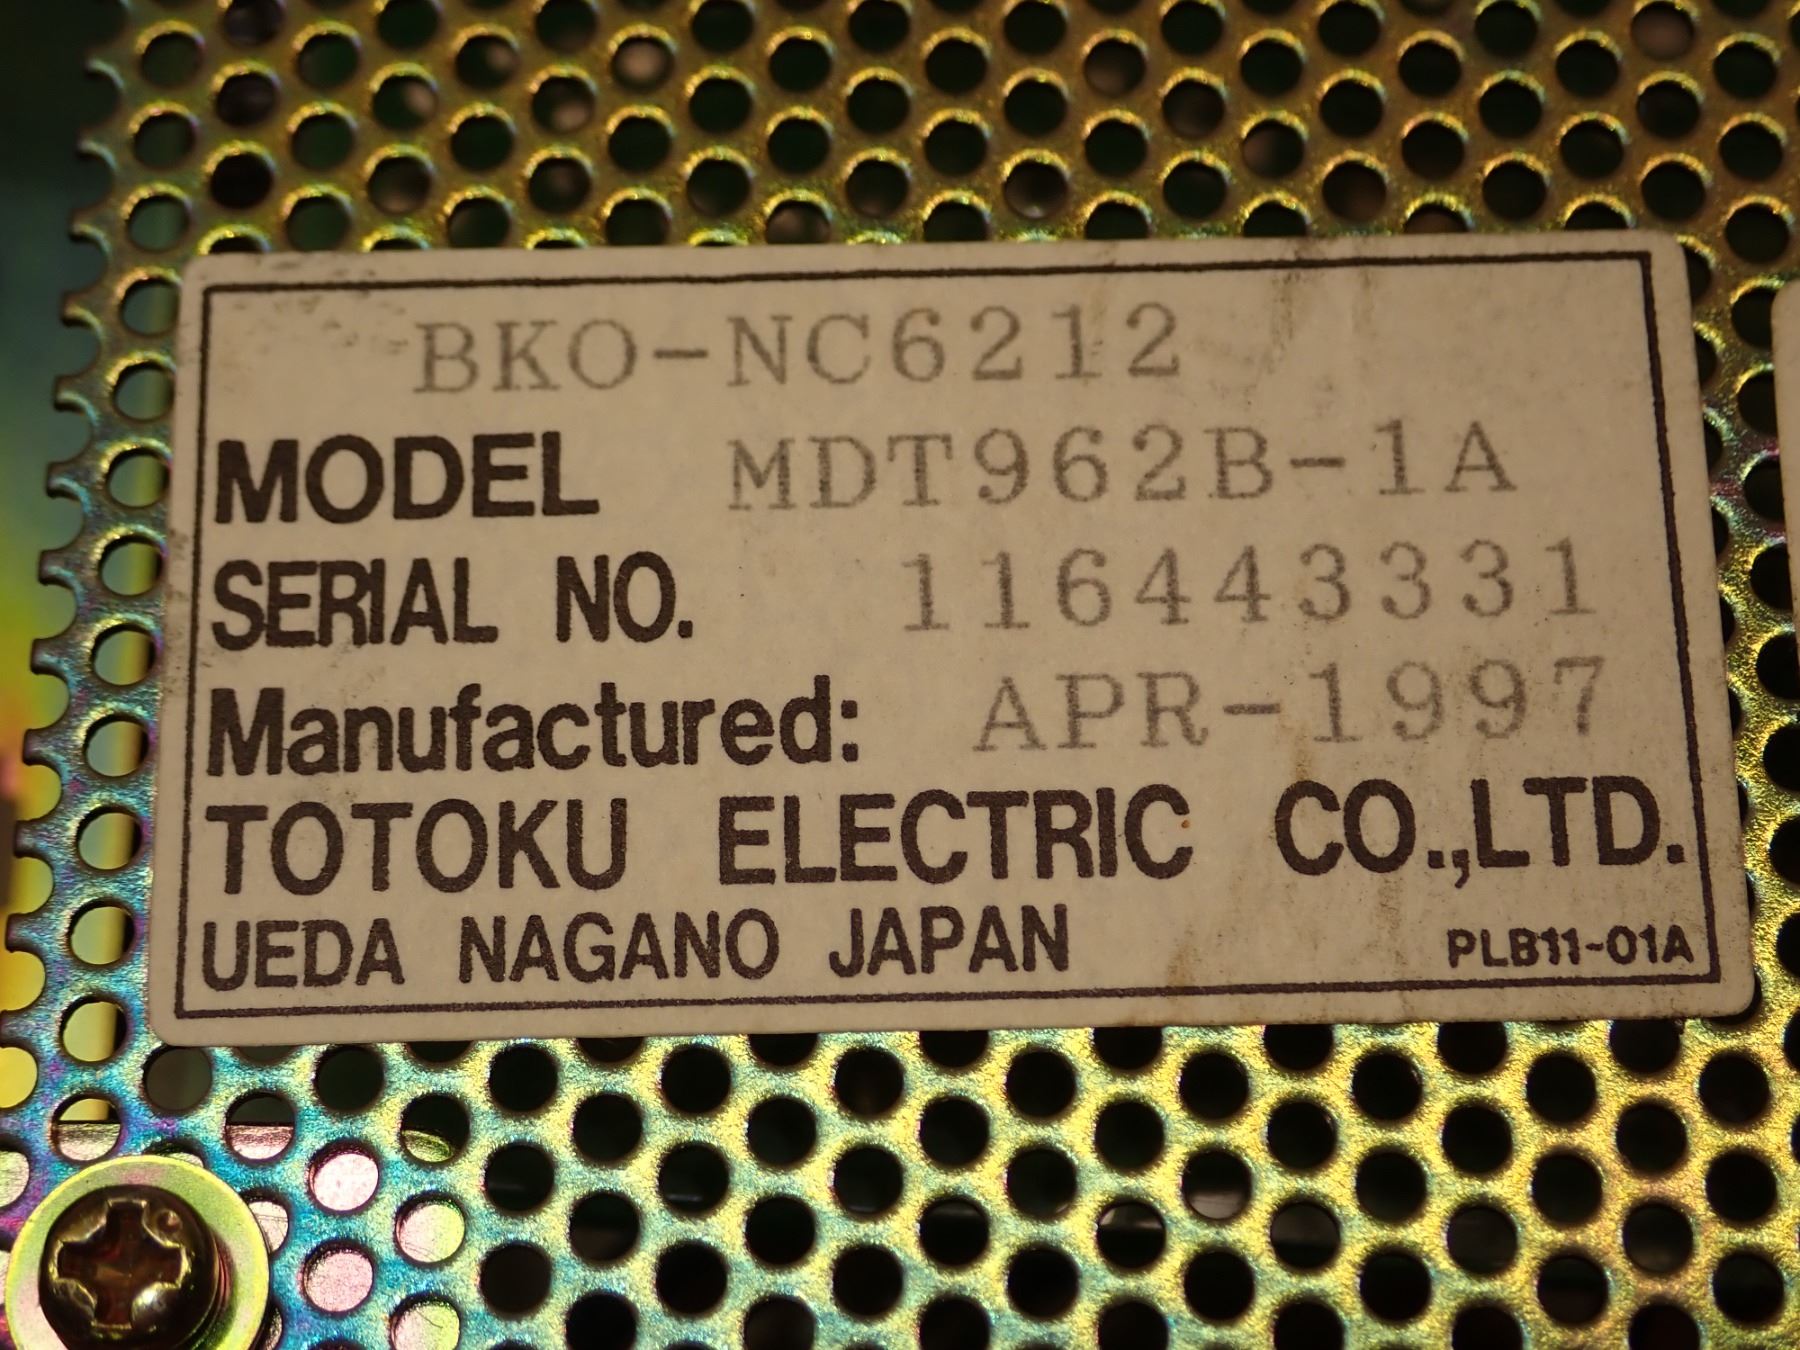 BKO-NC6212
MODEL MDT962B-1A
SERIAL NO. 116443331
Manufactured: APR-1997
TOTOKU ELECTRIC CO.,LTD.
UEDA NAGANO JAPAN PLB11-01A